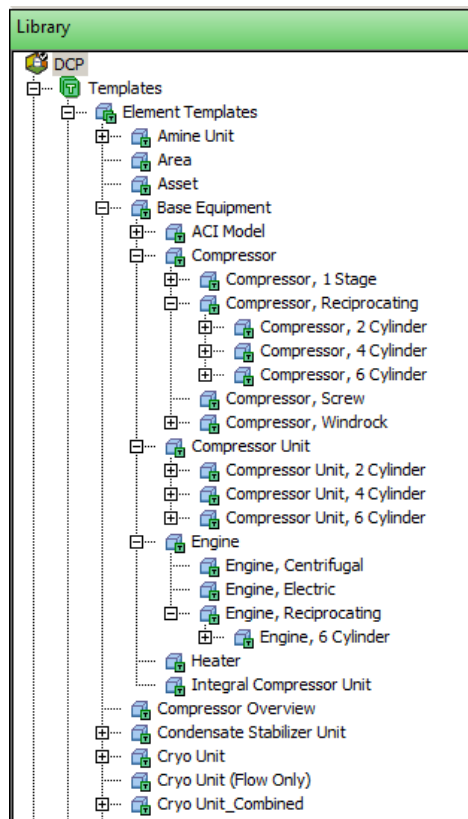 Library
DCP
Templates
Element Templates
Amine Unit
Area
Asset
Base Equipment
ACI Model
Compressor
Compressor, 1 Stage
Compressor, Reciprocating
Compressor, 2 Cylinder
Compressor, 4 Cylinder
Compressor, 6 Cylinder
Compressor, Screw
Compressor, Windrock
Compressor Unit
Compressor Unit, 2 Cylinder
Compressor Unit, 4 Cylinder
Compressor Unit, 6 Cylinder
Engine
Engine, Centrifugal
Engine, Electric
Engine, Reciprocating
Engine, 6 Cylinder
Heater
Integral Compressor Unit
Compressor Overview
Condensate Stabilizer Unit
Cryo Unit
Cryo Unit (Flow Only)
Cryo Unit_Combined